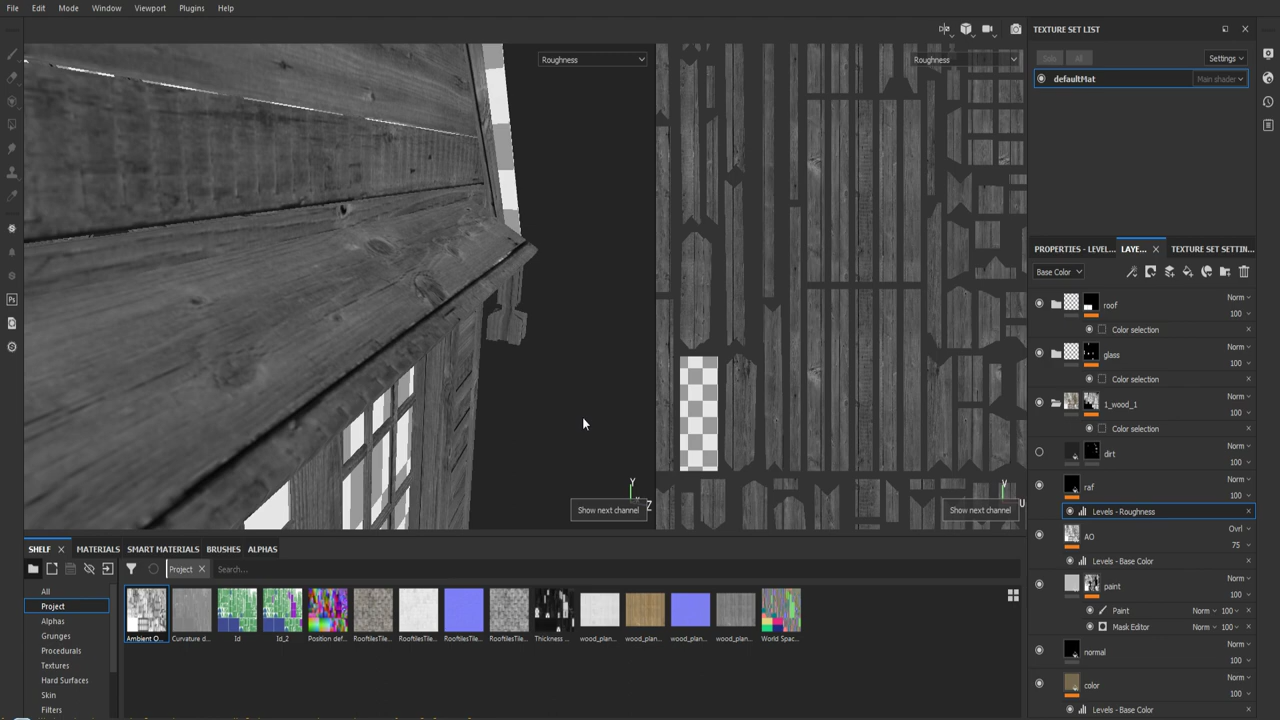 File Edit Mode Window Viewport Plugins Help
TEXTURE SET LIST
Roughness
Roughness
Solo All Settings
defaultMat Main shader
PROPERTIES - LEVEL... LAYE... TEXTURE SET SETTIN...
Base Color
roof Norm
100
Color selection
glass Norm
100
Color selection
1_wood_1 Norm
100
Color selection
dirt Norm
100
raf Norm
100
Levels - Roughness
AO Ovrl
75
Levels - Base Color
paint Norm
100
Paint Norm 100
Mask Editor Norm 100
normal Norm
100
color Norm
100
Levels - Base Color
Y
Z
Show next channel
Y
U
Show next channel
SHELF MATERIALS SMART MATERIALS BRUSHES ALPHAS
Project Search...
All
Project
Alphas
Grunges
Procedurals
Textures
Hard Surfaces
Skin
Filters
Ambient O... Curvature d... Id Id_2 Position def... RooftilesTile... RooftilesTile... RooftilesTile... RooftilesTile... Thickness ... wood_plan... wood_plan... wood_plan... wood_plan... World Spac...
Ps